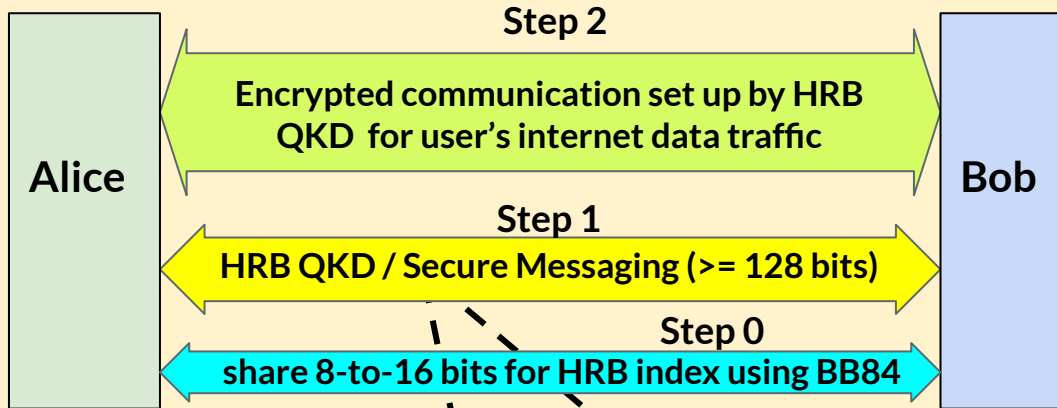 Step 2
Encrypted communication set up by HRB
QKD for user's internet data traffic
Alice
Bob
Step 1
HRB QKD / Secure Messaging (>= 128 bits)
Step 0
share 8-to-16 bits for HRB index using BB84